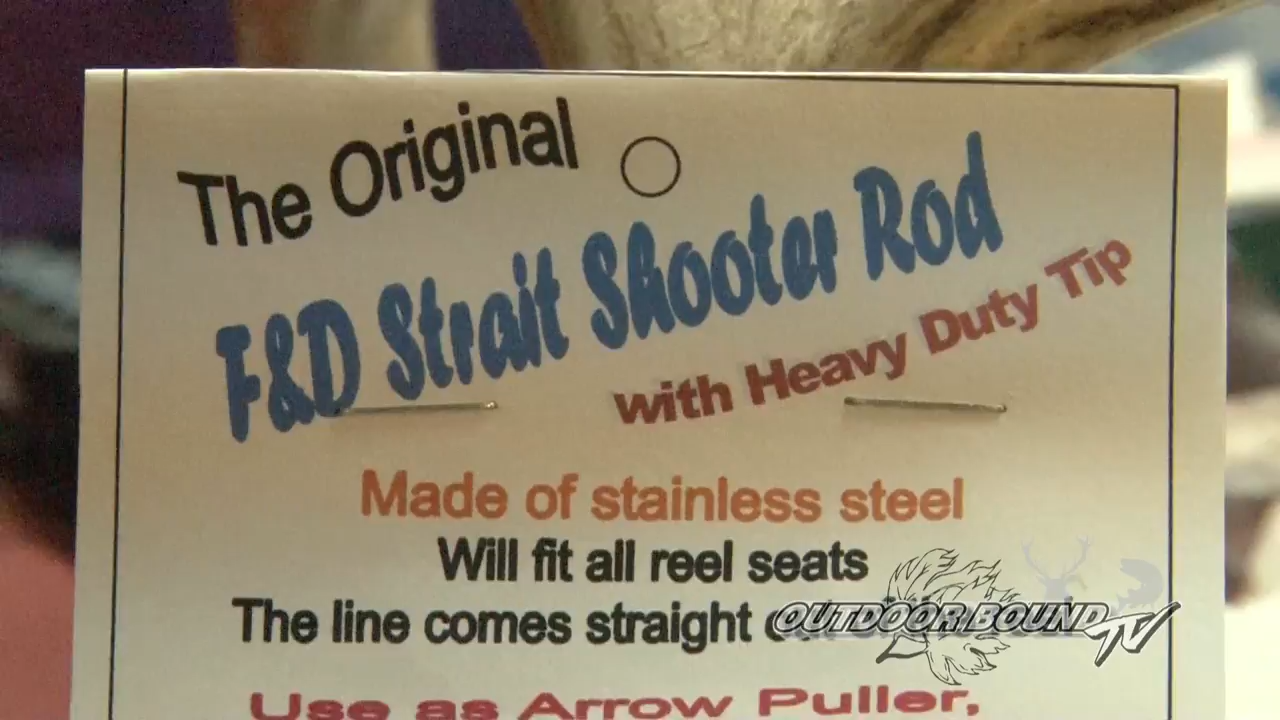 The Original
F&D Strait Shooter Rod
with Heavy Duty Tip
Made of stainless steel
Will fit all reel seats
The line comes straight
OUTDOOR BOUND TV
Use as Arrow Puller,